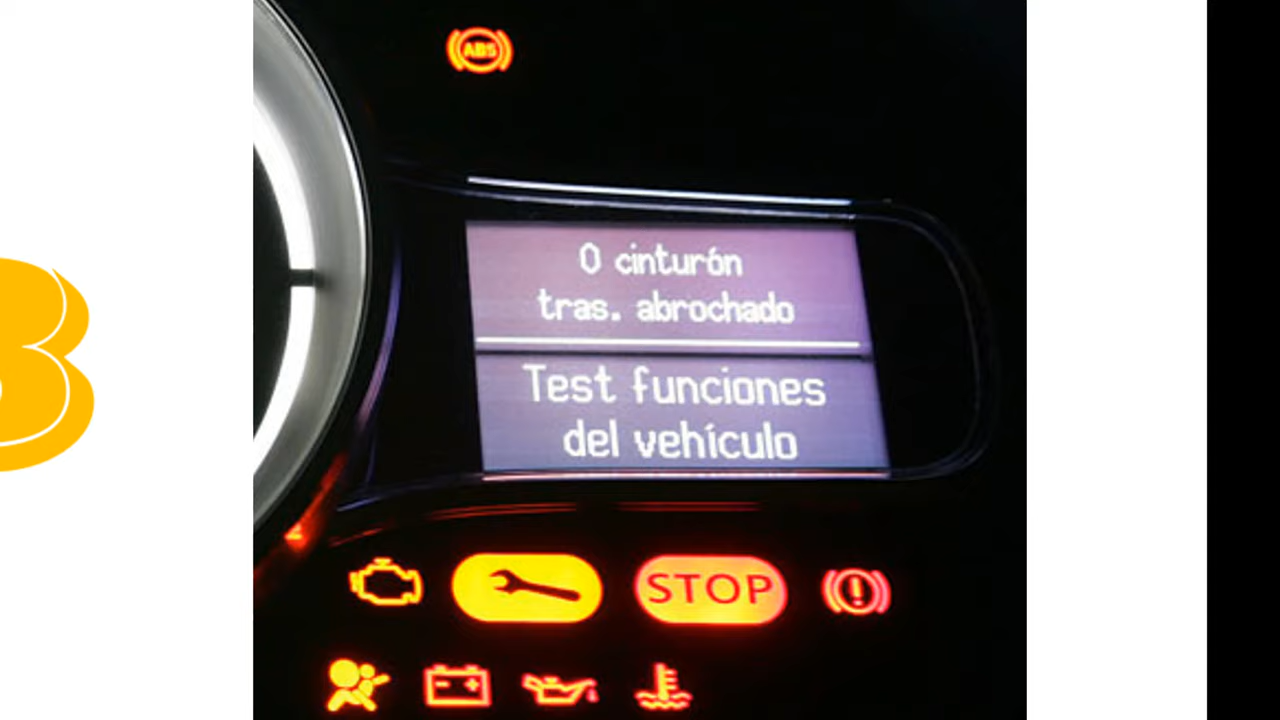 ABS
0 cinturón
tras. abrochado
Test funciones
del vehículo
STOP